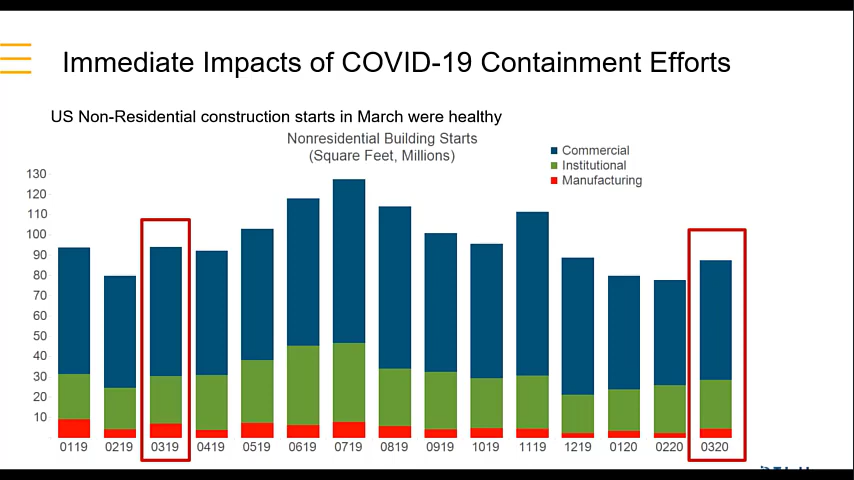 Immediate Impacts of COVID-19 Containment Efforts
US Non-Residential construction starts in March were healthy
Nonresidential Building Starts
(Square Feet, Millions)
Commercial
Institutional
Manufacturing
130
120
110
100
90
80
70
60
50
40
30
20
10
0119 0219 0319 0419 0519 0619 0719 0819 0919 1019 1119 1219 0120 0220 0320